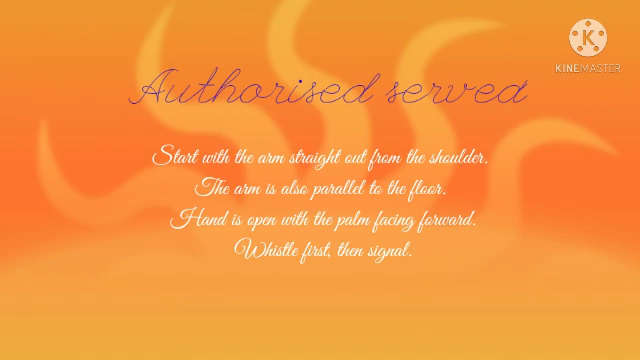 K
KINEMASTER
Authorised served
Start with the arm straight out from the shoulder.
The arm is also parallel to the floor.
Hand is open with the palm facing forward.
Whistle first, then signal.